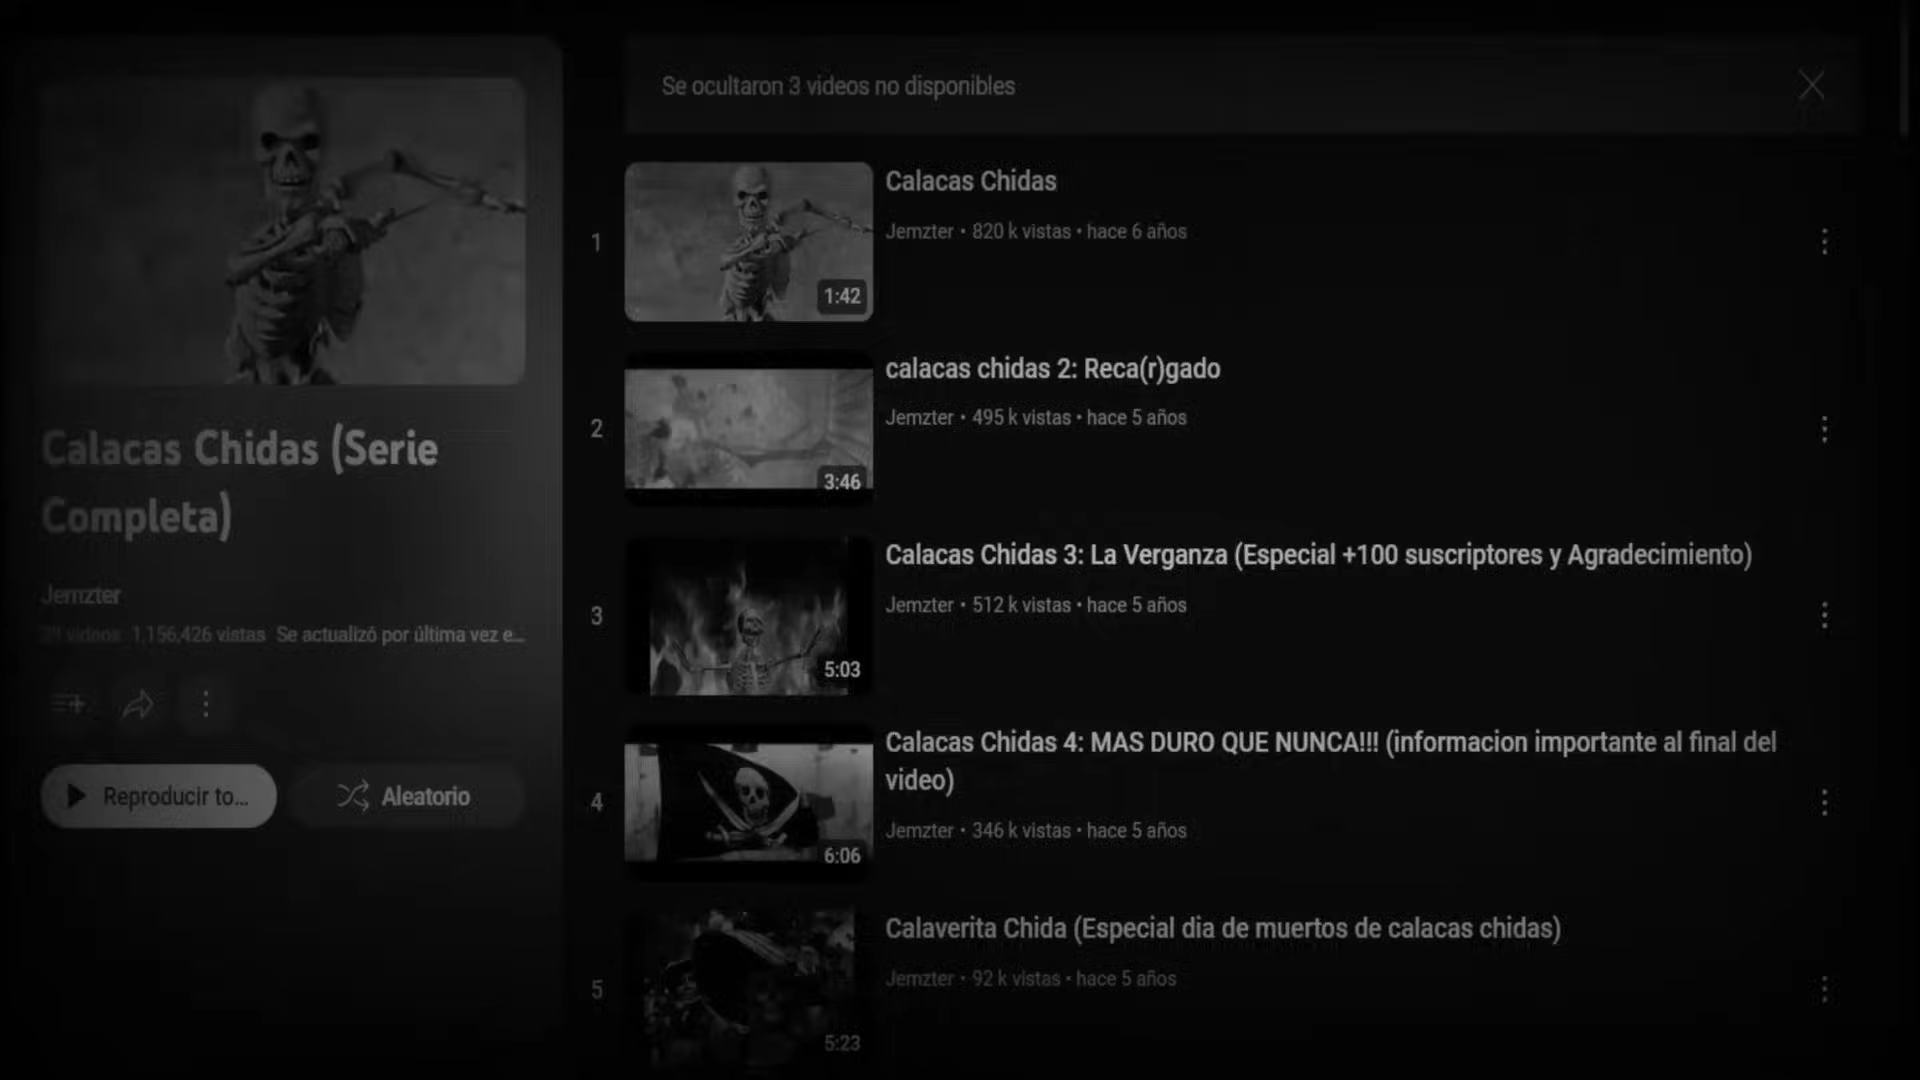 Se ocultaron 3 videos no disponibles
Calacas Chidas (Serie
Completa)
Jemzter
videos 1,156,426 vistas Se actualizó por última vez e...
Reproducir to...
Aleatorio
1
1:42
Calacas Chidas
Jemzter • 820 k vistas • hace 6 años
2
3:46
calacas chidas 2: Reca(r)gado
Jemzter • 495 k vistas • hace 5 años
3
5:03
Calacas Chidas 3: La Verganza (Especial +100 suscriptores y Agradecimiento)
Jemzter • 512 k vistas • hace 5 años
4
6:06
Calacas Chidas 4: MAS DURO QUE NUNCA!!! (informacion importante al final del
video)
Jemzter • 346 k vistas • hace 5 años
5
5:23
Calaverita Chida (Especial dia de muertos de calacas chidas)
Jemzter • 92 k vistas • hace 5 años